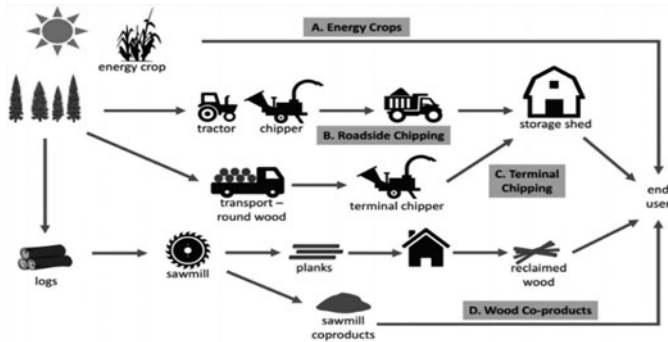 A. Energy Crops
energy crop
tractor
chipper
B. Roadside Chipping
storage shed
transport –
round wood
terminal chipper
C. Terminal
Chipping
end
user
logs
sawmill
planks
reclaimed
wood
sawmill
coproducts
D. Wood Co-products